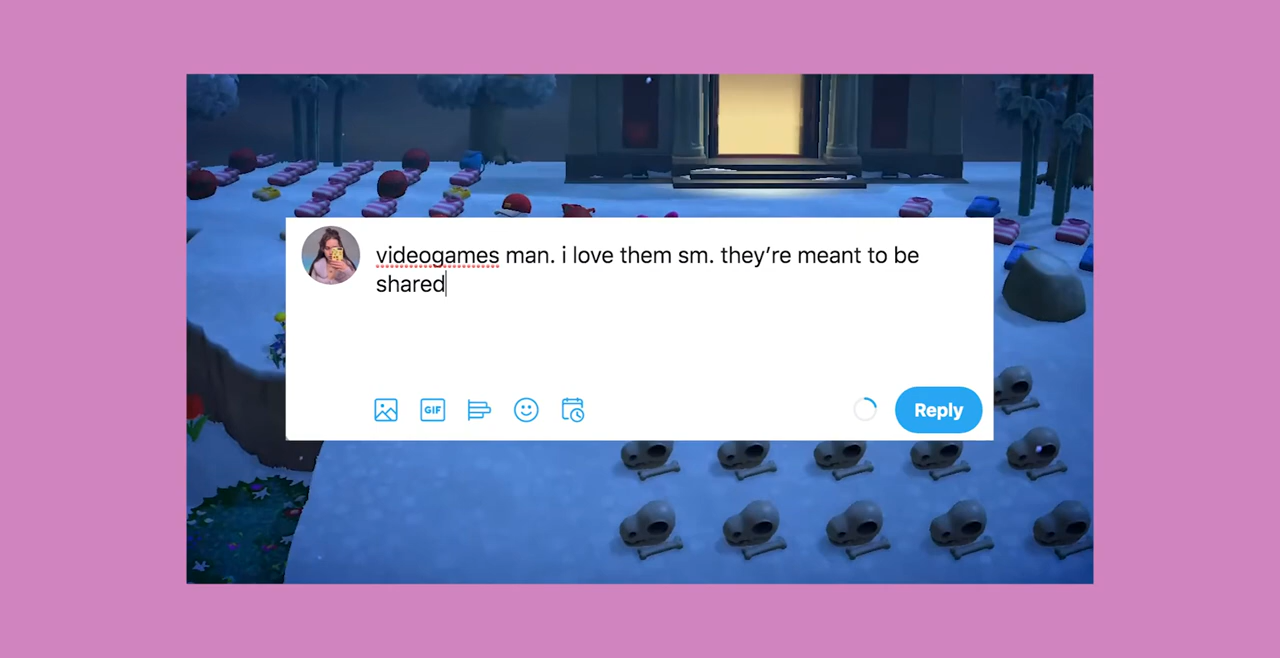 videogames man. i love them sm. they’re meant to be
shared
GIF
Reply